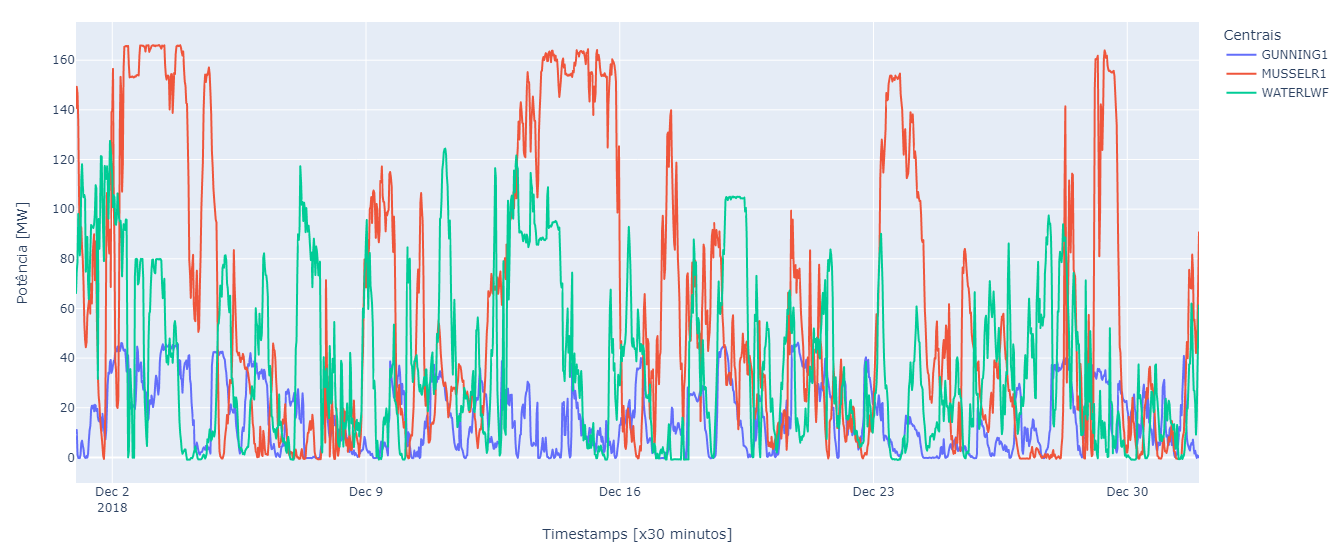 Centrais
GUNNING1
MUSSELR1
WATERLWF
Potência [MW]
160
140
120
100
80
60
40
20
0
Dec 2
2018
Dec 9
Dec 16
Dec 23
Dec 30
Timestamps [x30 minutos]